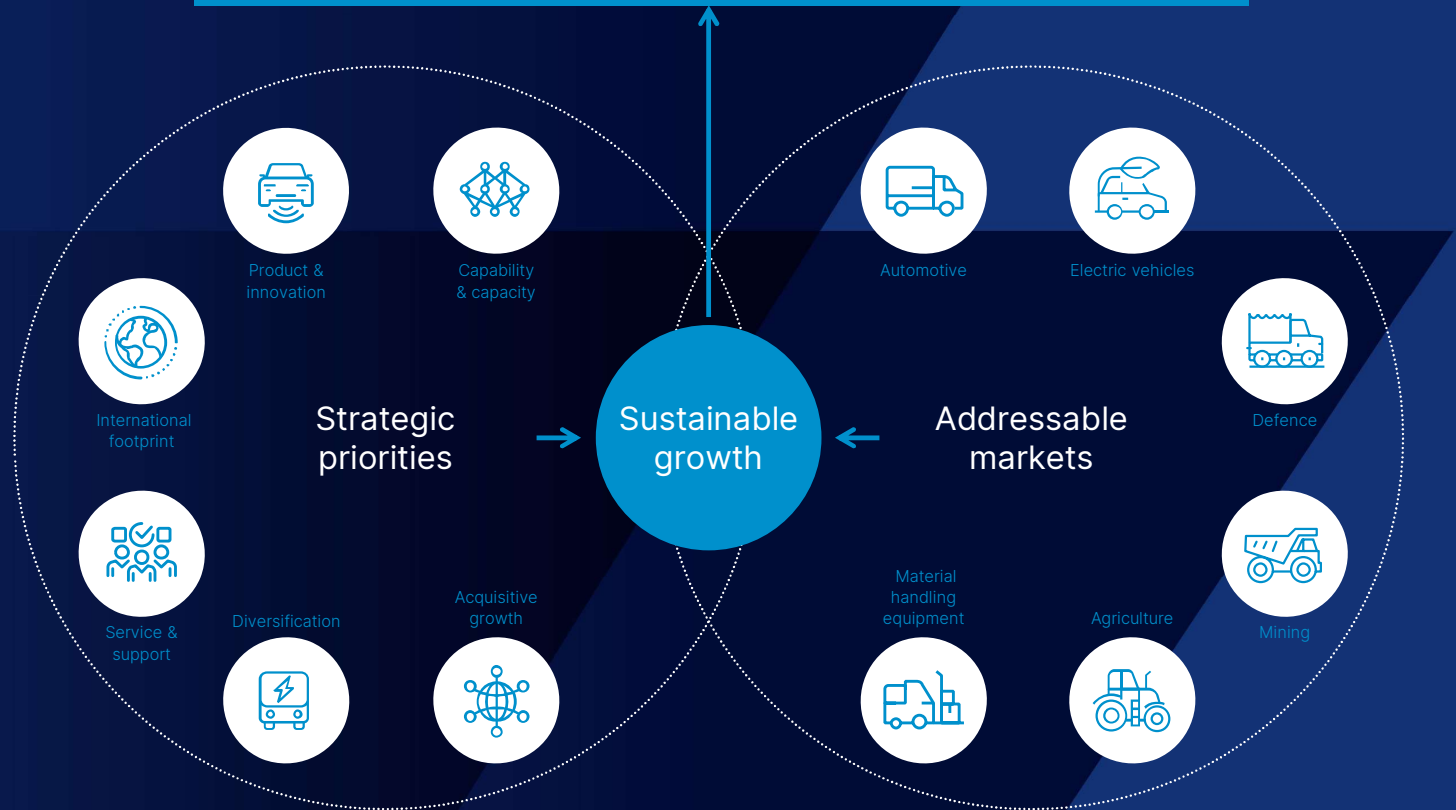 Product &
innovation
Capability
& capacity
International
footprint
Service &
support
Diversification
Acquisitive
growth
Strategic
priorities
Sustainable
growth
Addressable
markets
Automotive
Electric vehicles
Defence
Mining
Agriculture
Material
handling
equipment